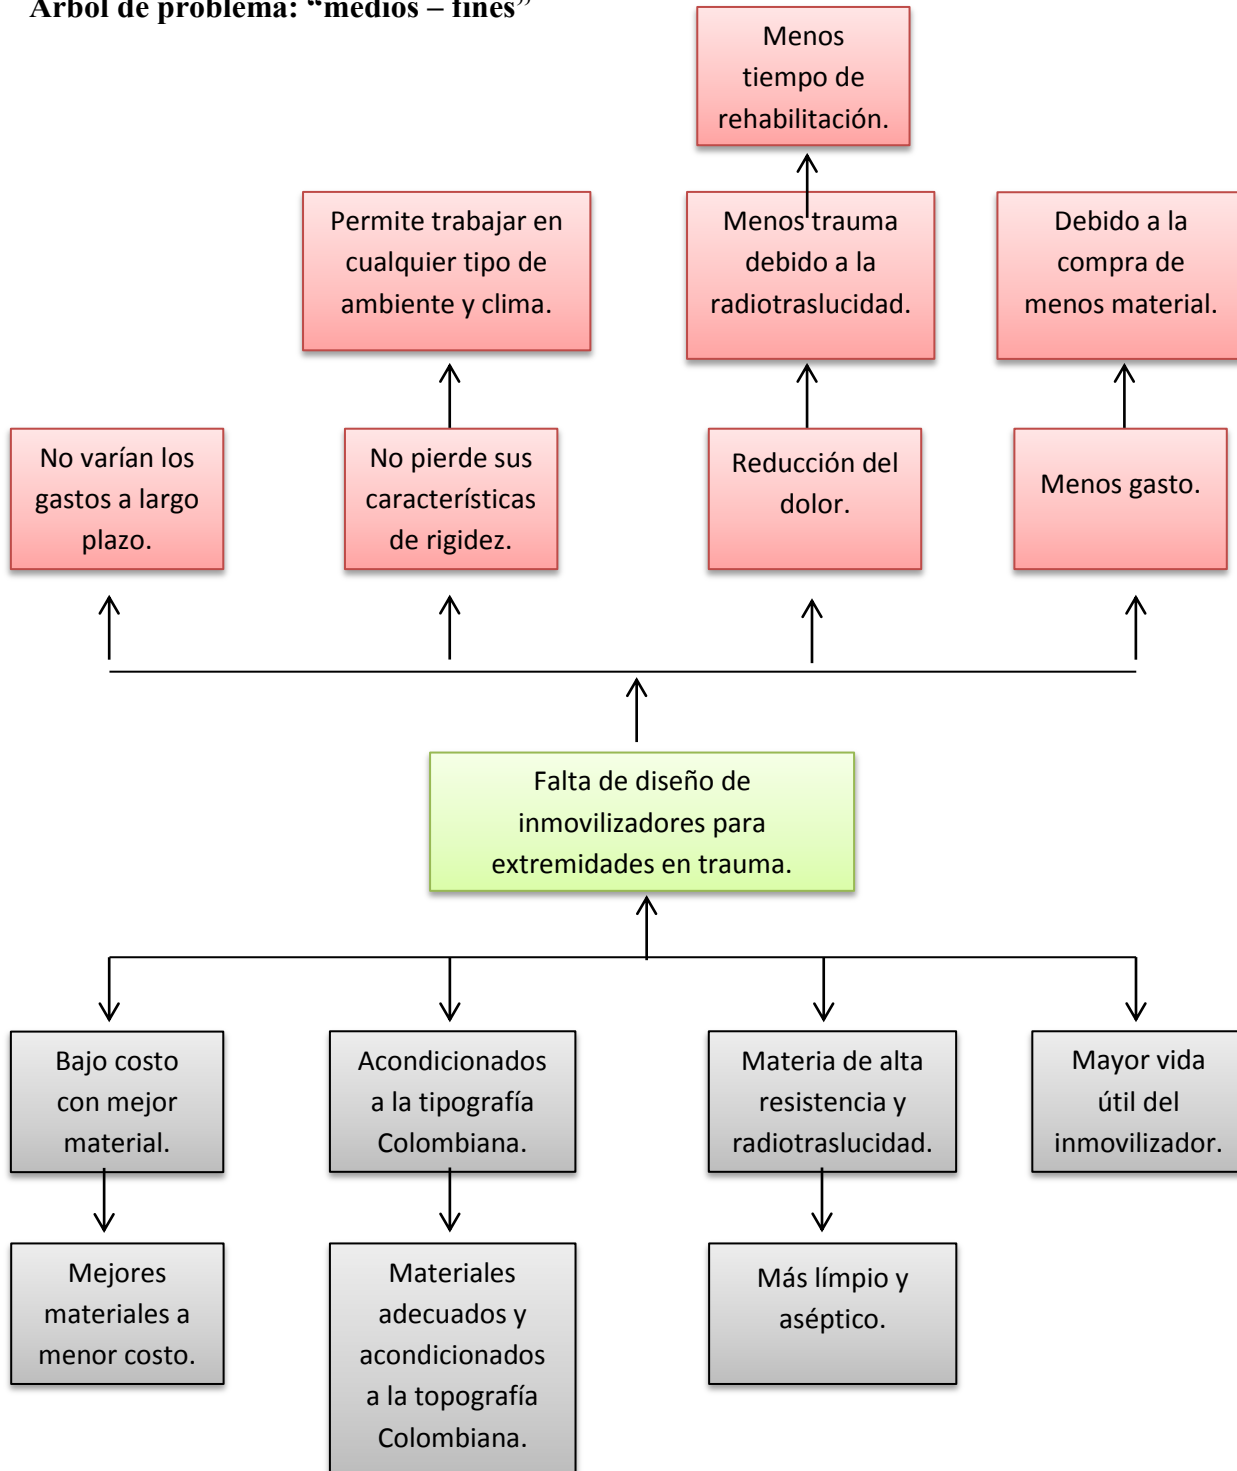 Árbol de problema: “medios – fines”
Menos
tiempo de
rehabilitación.
Permite trabajar en
cualquier tipo de
ambiente y clima.
Menos trauma
debido a la
radiotraslucidad.
Debido a la
compra de
menos material.
No varían los
gastos a largo
plazo.
No pierde sus
características
de rigidez.
Reducción del
dolor.
Menos gasto.
Falta de diseño de
inmovilizadores para
extremidades en trauma.
Bajo costo
con mejor
material.
Acondicionados
a la tipografía
Colombiana.
Materia de alta
resistencia y
radiotraslucidad.
Mayor vida
útil del
inmovilizador.
Mejores
materiales a
menor costo.
Materiales
adecuados y
acondicionados
a la topografía
Colombiana.
Más límpio y
aséptico.